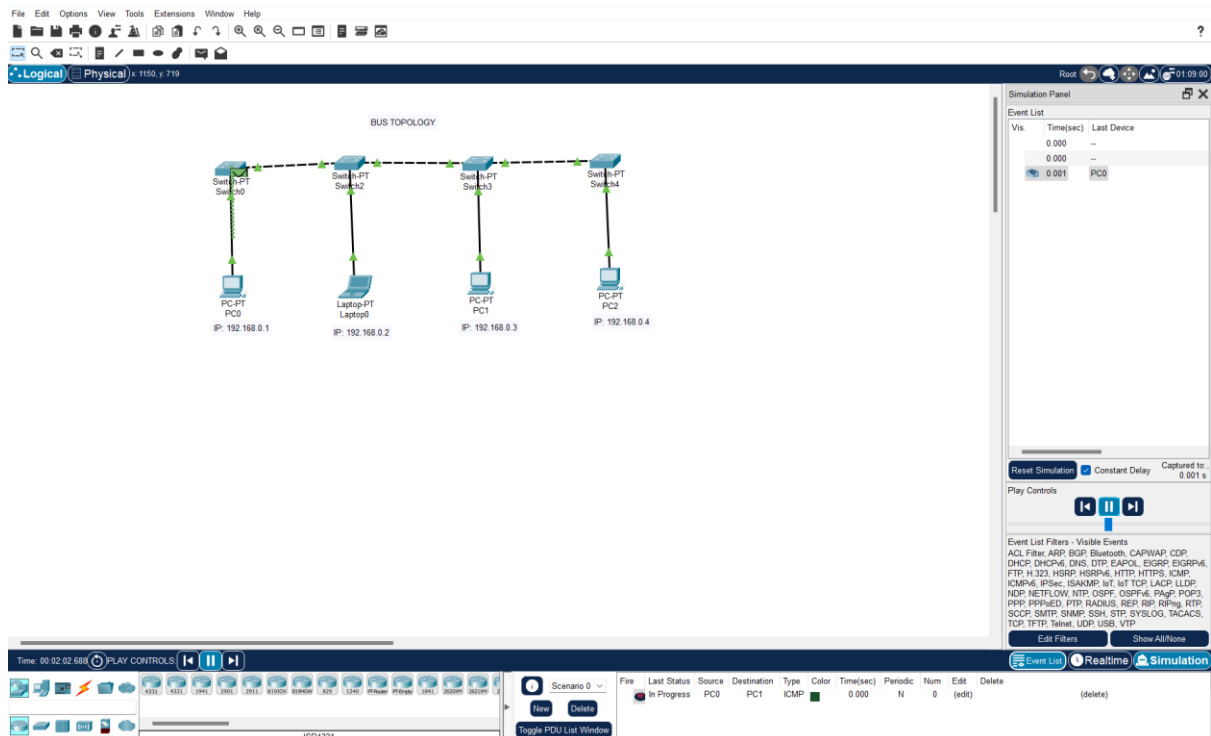 File Edit Options View Tools Extensions Window Help
?
Logical Physical x: 1150, y: 719 Root 01:09:00
Simulation Panel
Event List
Vis. Time(sec) Last Device
0.000 --
0.000 --
0.001 PC0
BUS TOPOLOGY
Switch-PT
Switch0
Switch-PT
Switch2
Switch-PT
Switch3
Switch-PT
Switch4
PC-PT
PC0
IP: 192.168.0.1
Laptop-PT
Laptop0
IP: 192.168.0.2
PC-PT
PC1
IP: 192.168.0.3
PC-PT
PC2
IP: 192.168.0.4
Reset Simulation Constant Delay Captured to:
0.001 s
Play Controls
Event List Filters - Visible Events
ACL Filter, ARP, BGP, Bluetooth, CAPWAP, CDP,
DHCP, DHCPv6, DNS, DTP, EAPOL, EIGRP, EIGRPv6,
FTP, H.323, HSRP, HSRPv6, HTTP, HTTPS, ICMP,
ICMPv6, IPSec, ISAKMP, IoT, IoT TCP, LACP, LLDP,
NDP, NETFLOW, NTP, OSPF, OSPFv6, PAgP, POP3,
PPP, PPPoED, PTP, RADIUS, REP, RIP, RIPng, RTP,
SCCP, SMTP, SNMP, SSH, STP, SYSLOG, TACACS,
TCP, TFTP, Telnet, UDP, USB, VTP
Edit Filters Show All/None
Time: 00:02:02.688 PLAY CONTROLS:
Event List Realtime Simulation
4331 4321 1941 2901 2911 819IOX 819HGW 829 1240 PT-Router PT-Empty 1841 2620XM 2621XM
Scenario 0
New Delete
Toggle PDU List Window
Fire Last Status Source Destination Type Color Time(sec) Periodic Num Edit Delete
In Progress PC0 PC1 ICMP 0.000 N 0 (edit) (delete)